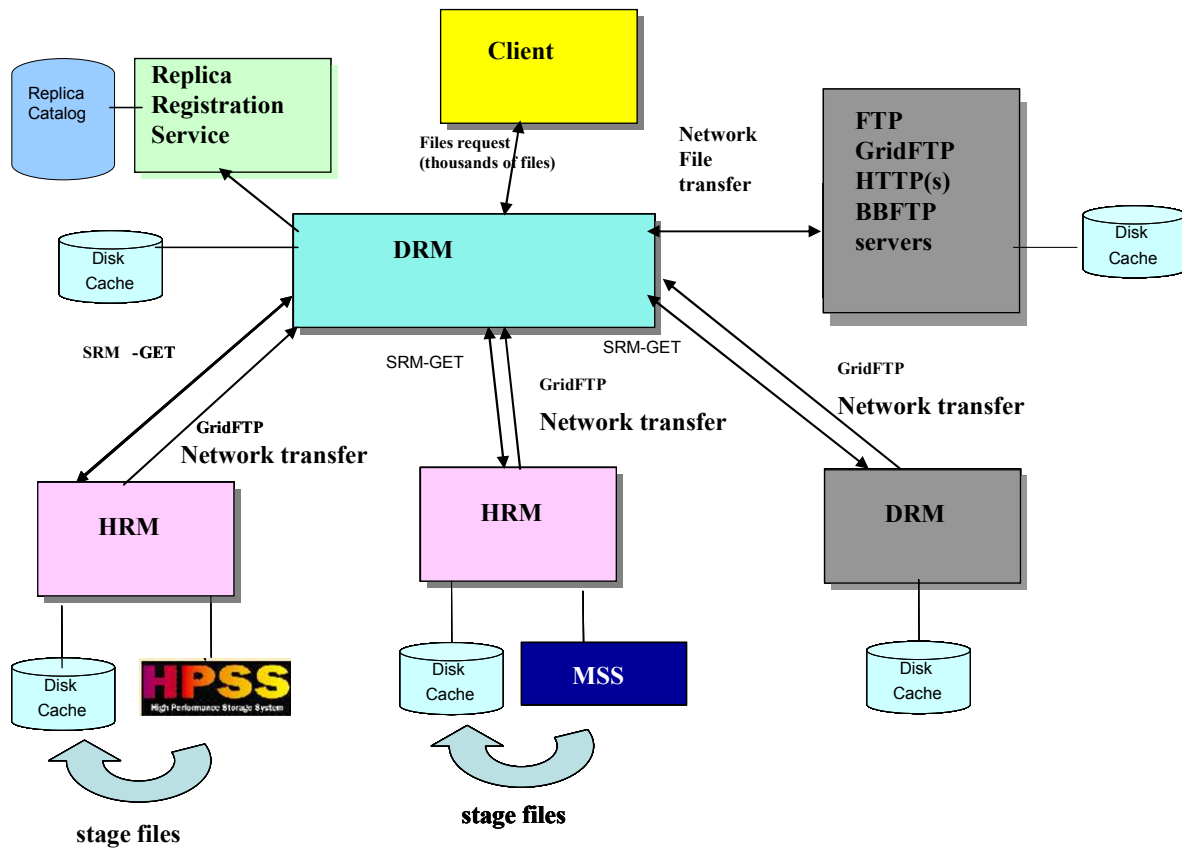 Client
Replica
Catalog
Replica
Registration
Service
Files request
(thousands of files)
Network
File
transfer
FTP
GridFTP
HTTP(s)
BBFTP
servers
Disk
Cache
DRM
Disk
Cache
SRM -GET
SRM-GET
SRM-GET
GridFTP
Network transfer
GridFTP
Network transfer
GridFTP
Network transfer
HRM
HRM
DRM
Disk
Cache
HPSS
High Performance Storage System
Disk
Cache
MSS
Disk
Cache
stage files
stage files